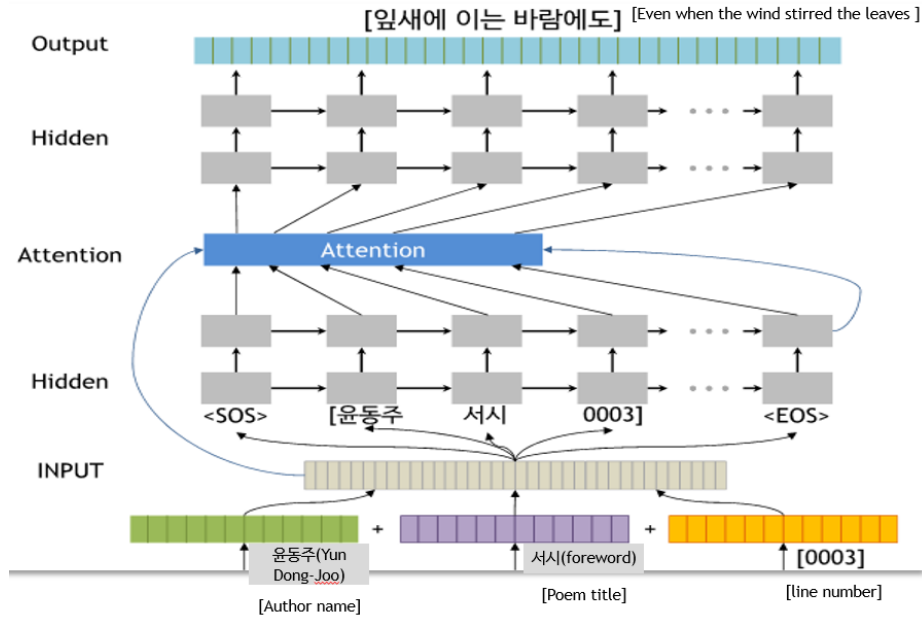 [잎새에 이는 바람에도] [Even when the wind stirred the leaves ]
Output
Hidden
Attention
Attention
Hidden
<SOS> [윤동주 서시 0003] <EOS>
INPUT
+ +
윤동주(Yun
Dong-Joo)
서시(foreword)
[0003]
[Author name]
[Poem title]
[line number]